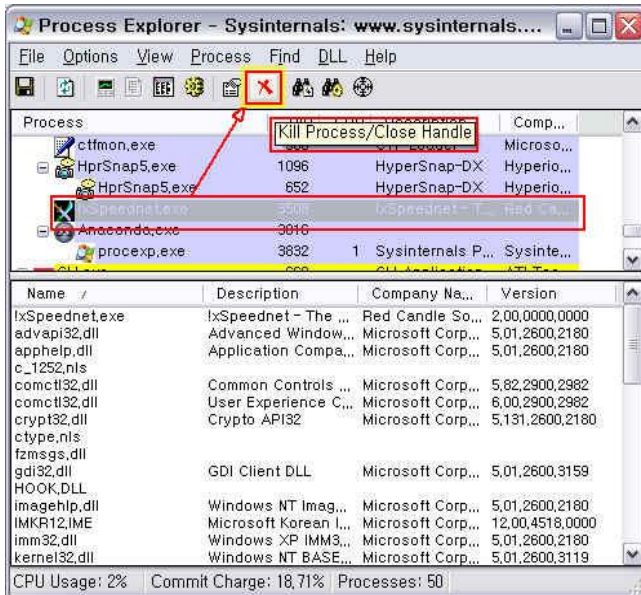 Process Explorer - Sysinternals: www.sysinternals....
File Options View Process Find DLL Help
Process Comp...
Kill Process/Close Handle
ctfmon,exe Microso...
HprSnap5,exe 1096 HyperSnap-DX Hyperio...
HprSnap5,exe 652 HyperSnap-DX Hyperio...
!xSpeednet,exe 3508 !xSpeednet - T... Red Ca...
Anaconda,exe 3016
procexp,exe 3832 1 Sysinternals P... Sysinte...
Name Description Company Na... Version
!xSpeednet,exe !xSpeednet - The ... Red Candle So... 2,00,0000,0000
advapi32,dll Advanced Window... Microsoft Corp... 5,01,2600,2180
apphelp,dll Application Compa... Microsoft Corp... 5,01,2600,2180
c_1252,nls
comctl32,dll Common Controls ... Microsoft Corp... 5,82,2900,2982
comctl32,dll User Experience C... Microsoft Corp... 6,00,2900,2982
crypt32,dll Crypto API32 Microsoft Corp... 5,131,2600,2180
ctype,nls
fzmsgs,dll
gdi32,dll GDI Client DLL Microsoft Corp... 5,01,2600,3159
HOOK,DLL
imagehlp,dll Windows NT Imag... Microsoft Corp... 5,01,2600,2180
IMKR12,IME Microsoft Korean I... Microsoft Corp... 12,00,4518,0000
imm32,dll Windows XP IMM3... Microsoft Corp... 5,01,2600,2180
kernel32,dll Windows NT BASE... Microsoft Corp... 5,01,2600,3119
CPU Usage: 2% Commit Charge: 18,71% Processes: 50